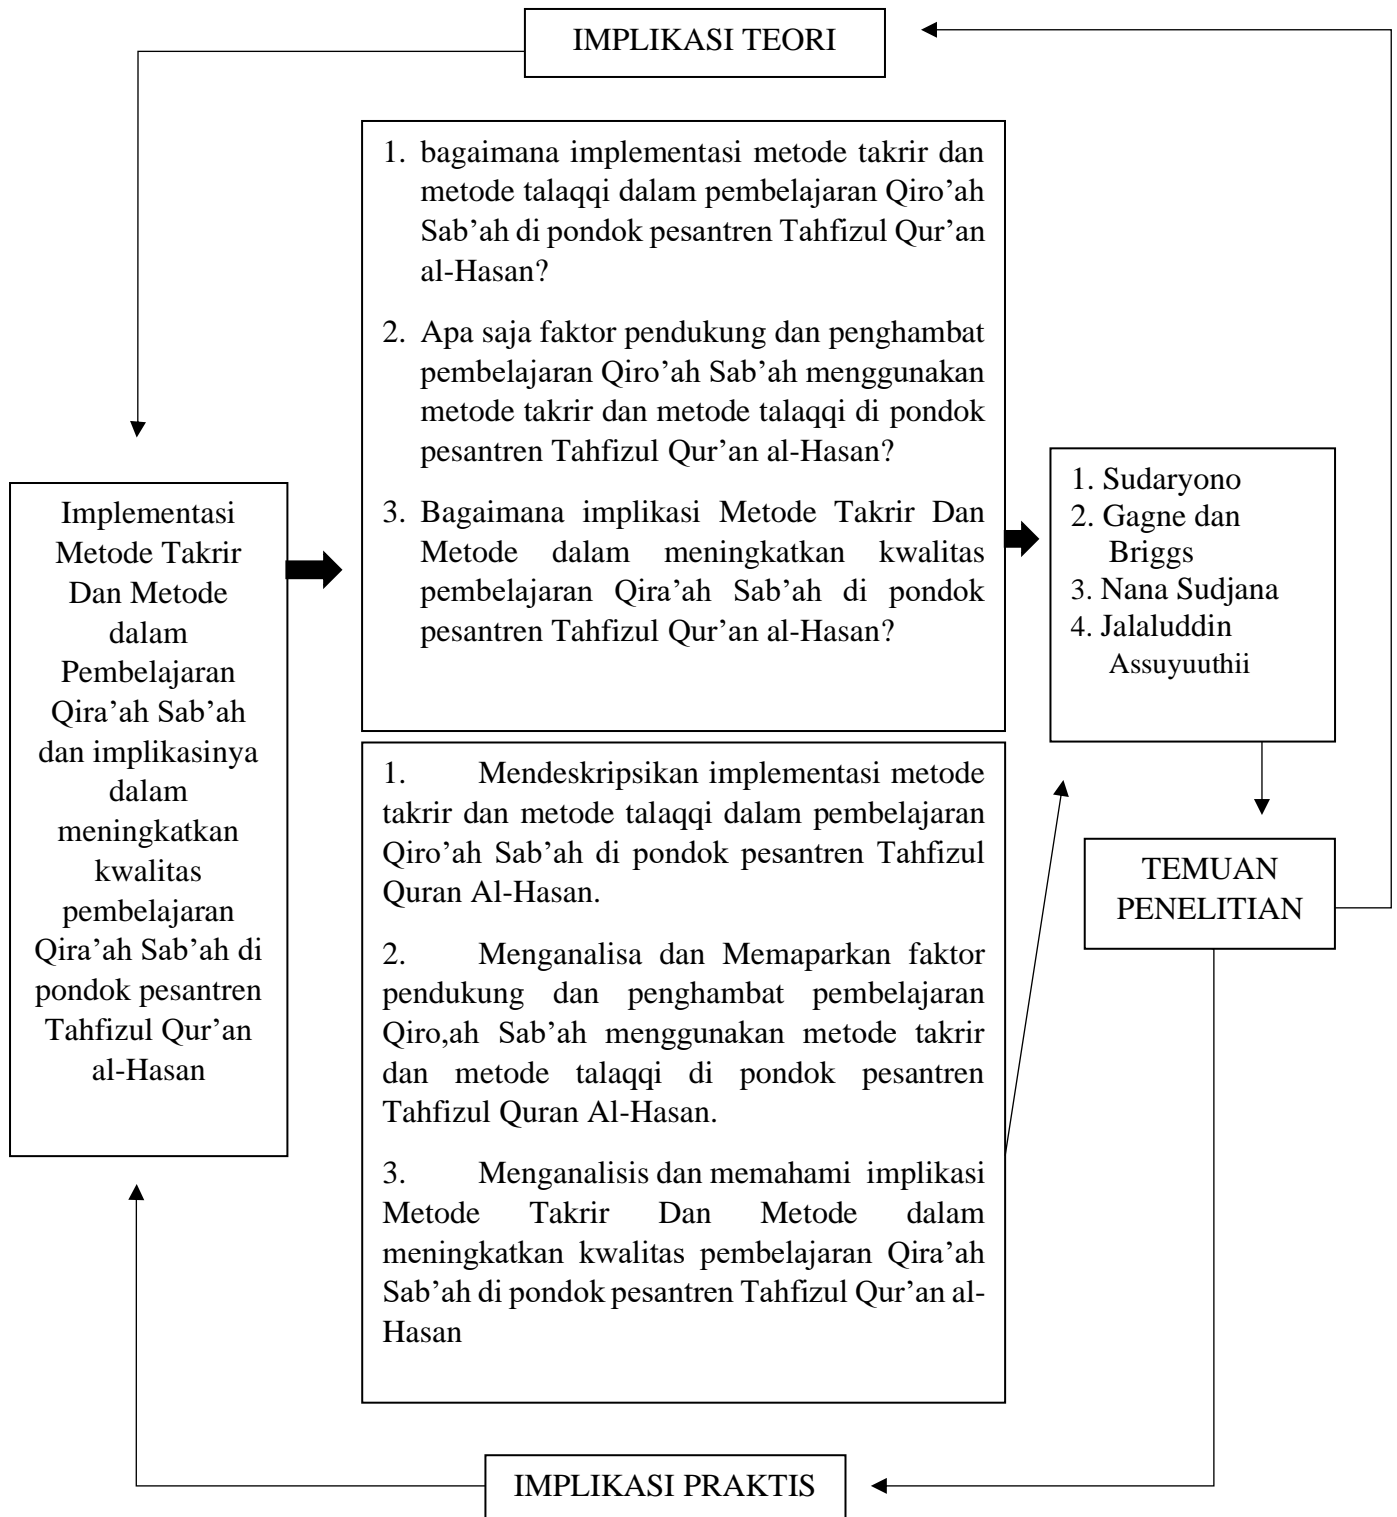 IMPLIKASI TEORI
1. bagaimana implementasi metode takrir dan
metode talaqqi dalam pembelajaran Qiro’ah
Sab’ah di pondok pesantren Tahfizul Qur’an
al-Hasan?
2. Apa saja faktor pendukung dan penghambat
pembelajaran Qiro’ah Sab’ah menggunakan
metode takrir dan metode talaqqi di pondok
pesantren Tahfizul Qur’an al-Hasan?
3. Bagaimana implikasi Metode Takrir Dan
Metode dalam meningkatkan kwalitas
pembelajaran Qira’ah Sab’ah di pondok
pesantren Tahfizul Qur’an al-Hasan?
1. Sudaryono
2. Gagne dan
Briggs
3. Nana Sudjana
4. Jalaluddin
Assuyuuthii
Implementasi
Metode Takrir
Dan Metode
dalam
Pembelajaran
Qira’ah Sab’ah
dan implikasinya
dalam
meningkatkan
kwalitas
pembelajaran
Qira’ah Sab’ah di
pondok pesantren
Tahfizul Qur’an
al-Hasan
1. Mendeskripsikan implementasi metode
takrir dan metode talaqqi dalam pembelajaran
Qiro’ah Sab’ah di pondok pesantren Tahfizul
Quran Al-Hasan.
2. Menganalisa dan Memaparkan faktor
pendukung dan penghambat pembelajaran
Qiro,ah Sab’ah menggunakan metode takrir
dan metode talaqqi di pondok pesantren
Tahfizul Quran Al-Hasan.
3. Menganalisis dan memahami implikasi
Metode Takrir Dan Metode dalam
meningkatkan kwalitas pembelajaran Qira’ah
Sab’ah di pondok pesantren Tahfizul Qur’an al-
Hasan
TEMUAN
PENELITIAN
IMPLIKASI PRAKTIS